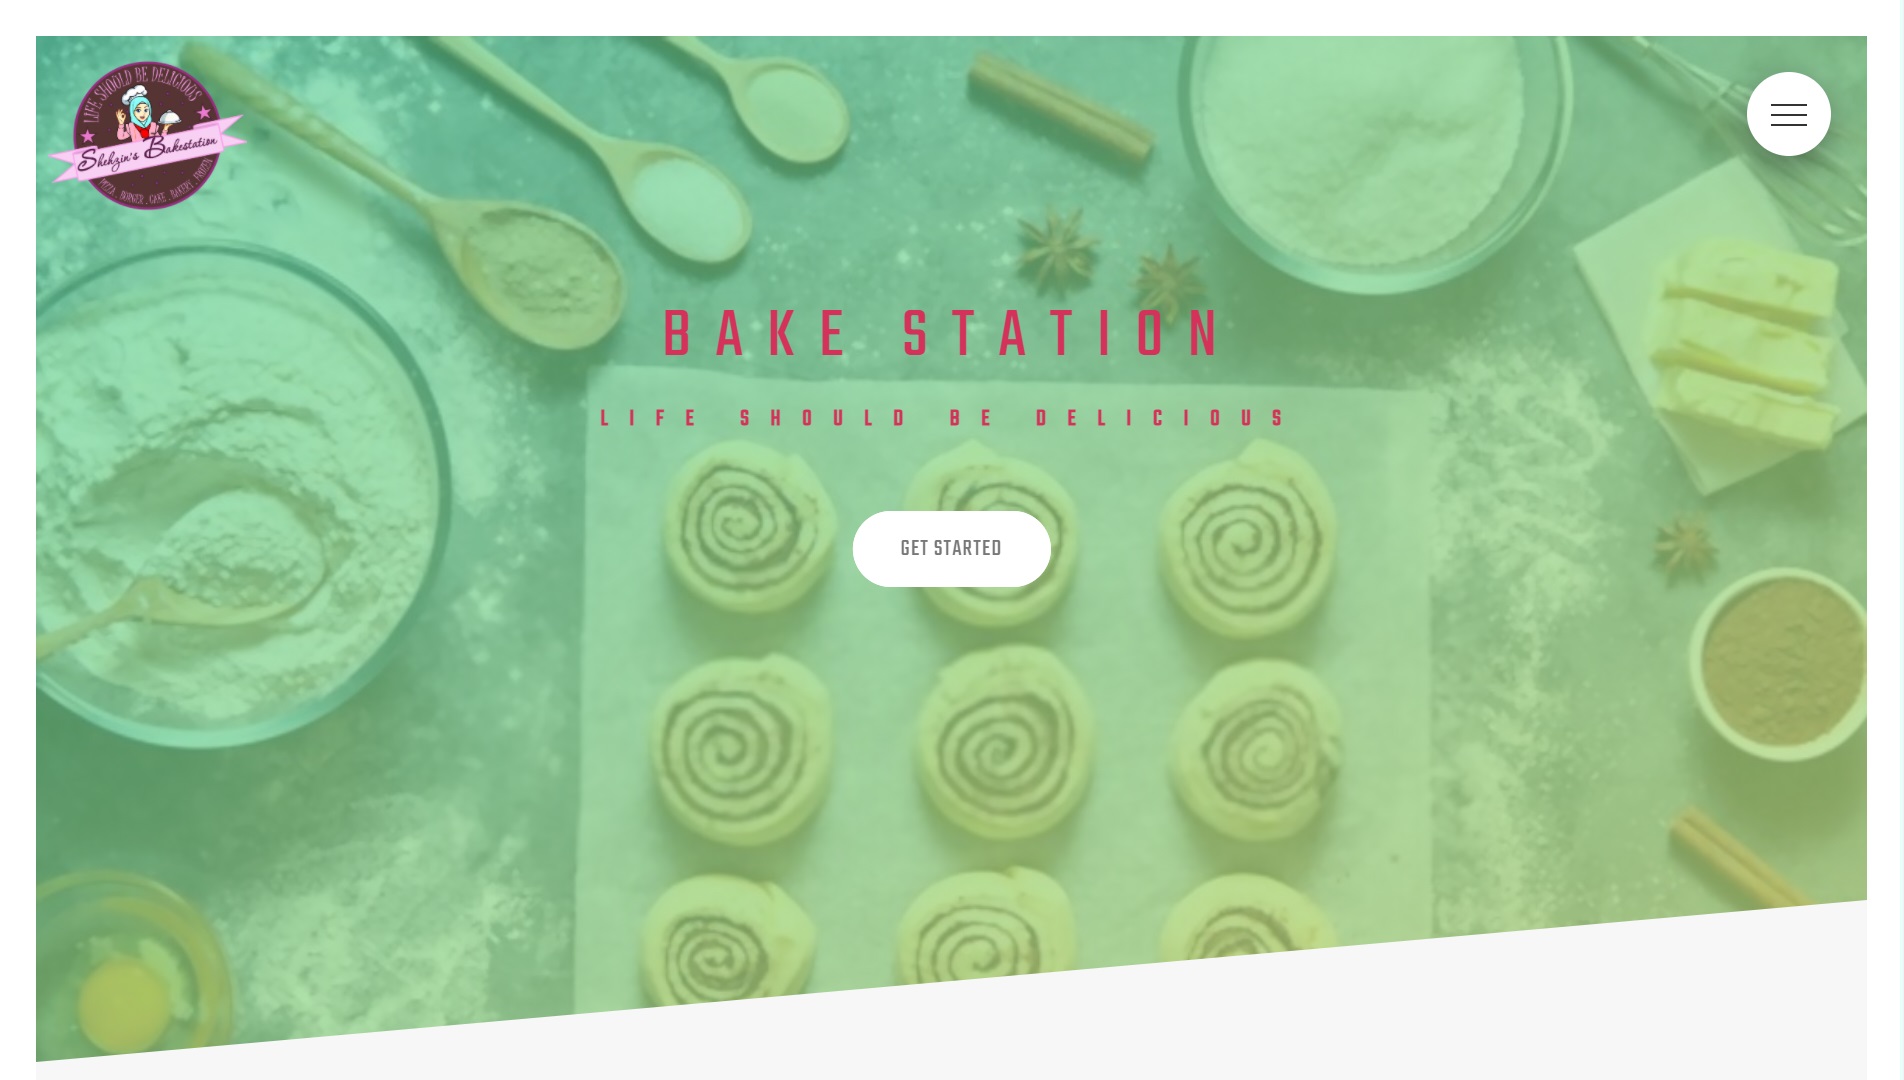 LIFE SHOULD BE DELICIOUS
Shehzin's Bakestation
PIZZA . BURGER . CAKE . BAKERY . FROZEN
BAKE STATION
LIFE SHOULD BE DELICIOUS
GET STARTED